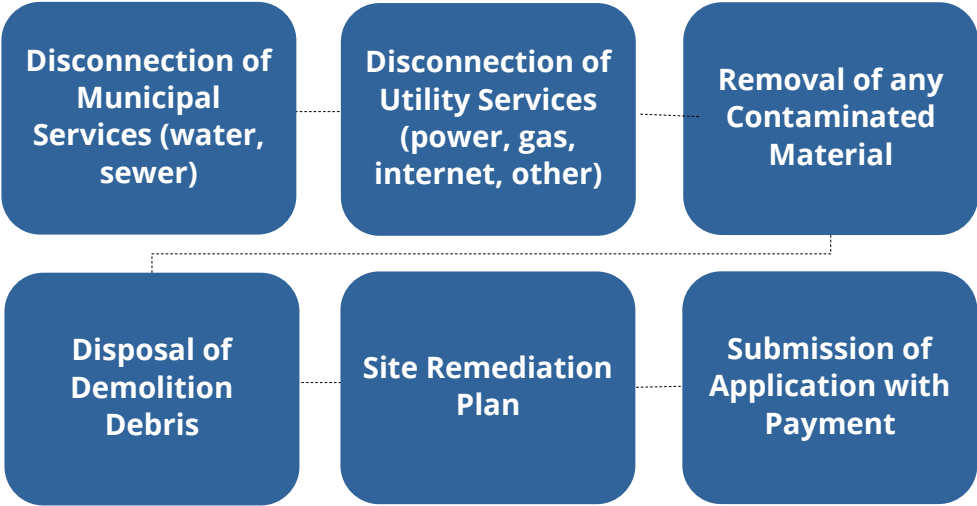 Disconnection of
Municipal
Services (water,
sewer)
Disconnection of
Utility Services
(power, gas,
internet, other)
Removal of any
Contaminated
Material
Disposal of
Demolition
Debris
Site Remediation
Plan
Submission of
Application with
Payment